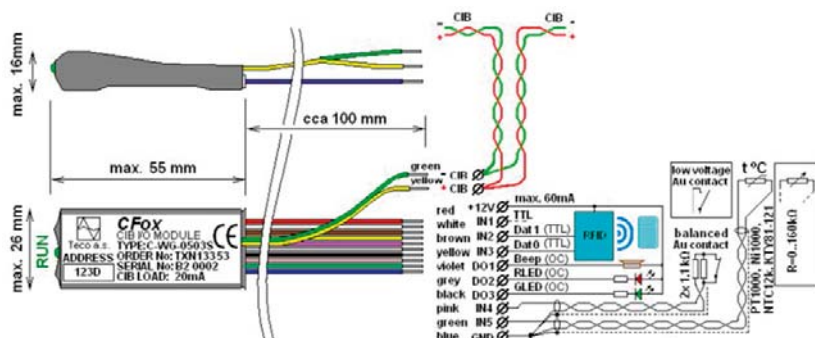 CIB
CIB
- -
+ +
max. 16mm
cca 100 mm
max. 55 mm
max. 26 mm
RUN
CFox
CIB I/O MODULE
Teco a.s. TYPE:C-WG-0503S
ADDRESS ORDER No: TXN13353
123D SERIAL No: B2 0002
CIB LOAD: 20mA
CE
green - CIB
yellow + CIB
red +12V max. 60mA
white IN1 TTL
brown IN2 Dat1 (TTL)
yellow IN3 Dat0 (TTL)
violet DO1 Beep (OC)
grey DO2 RLED (OC)
black DO3 GLED (OC)
pink IN4
green IN5
blue GND
RFID
low voltage
Au contact
balanced
Au contact
2x 1,1kΩ
t °C
PT1000, Ni1000,
NTC12k, KTY81-121
R=0..160kΩ